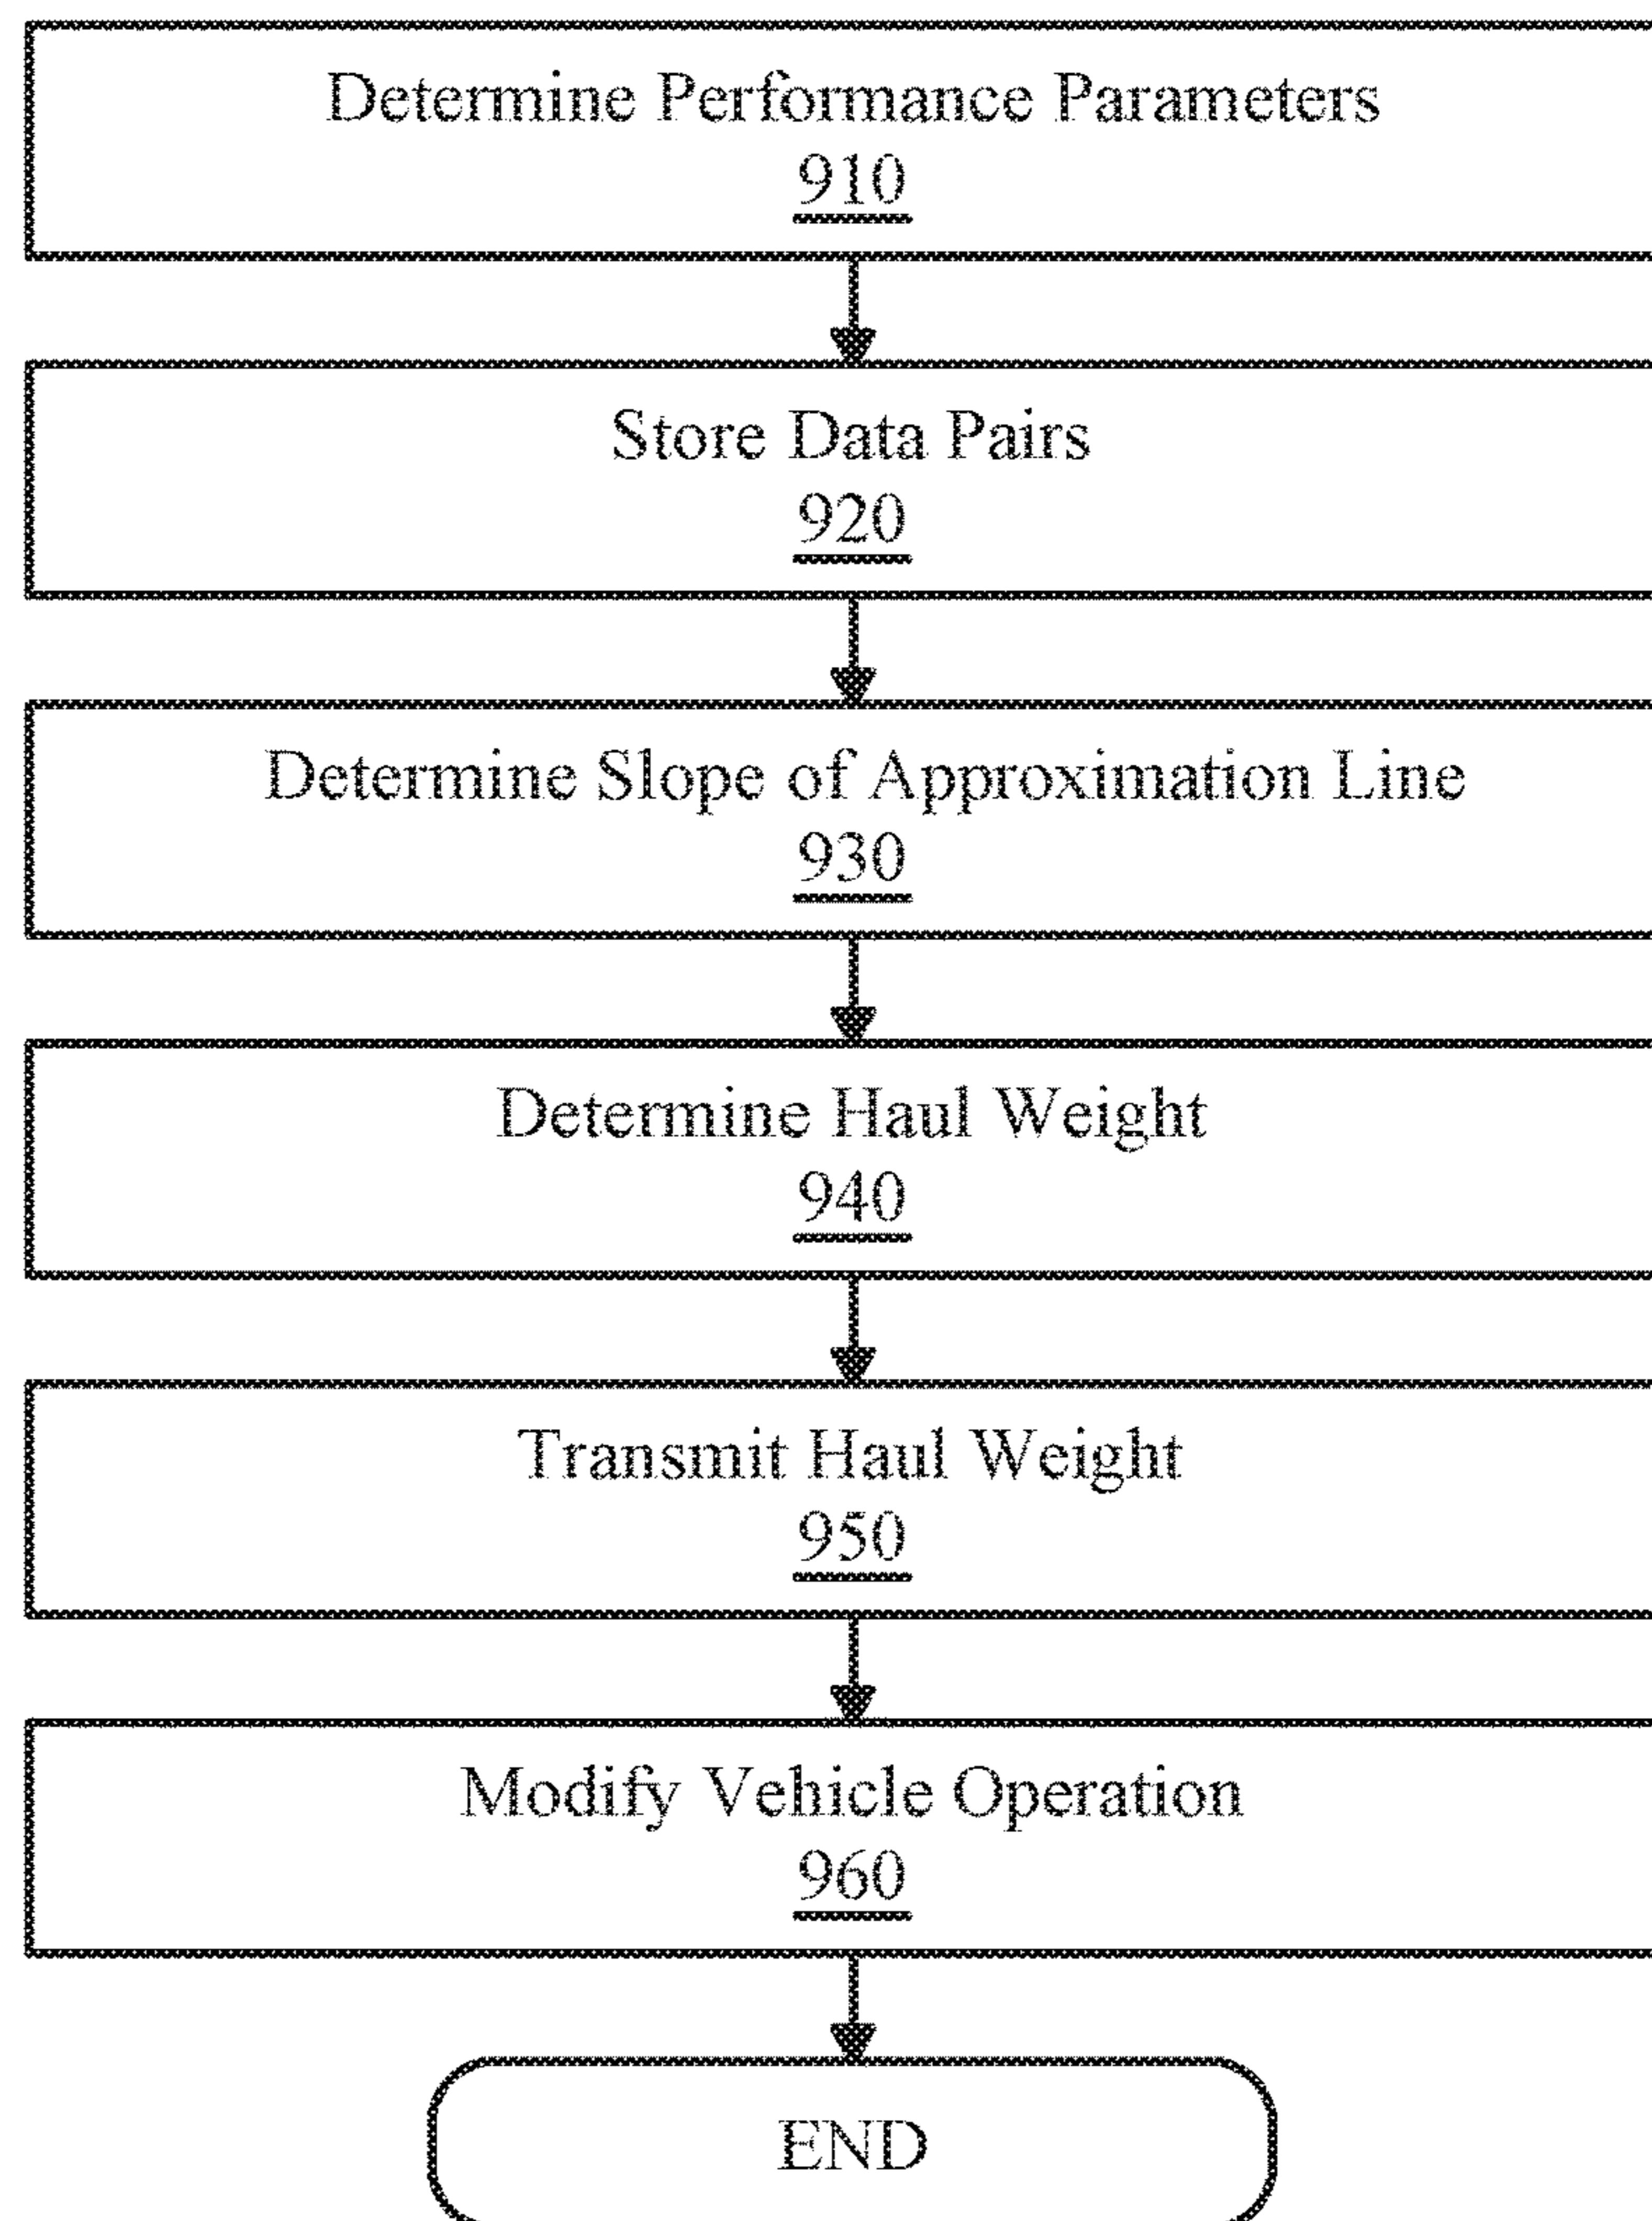 Determine Performance Parameters
910
Store Data Pairs
920
Determine Slope of Approximation Line
930
Determine Haul Weight
940
Transmit Haul Weight
950
Modify Vehicle Operation
960
END